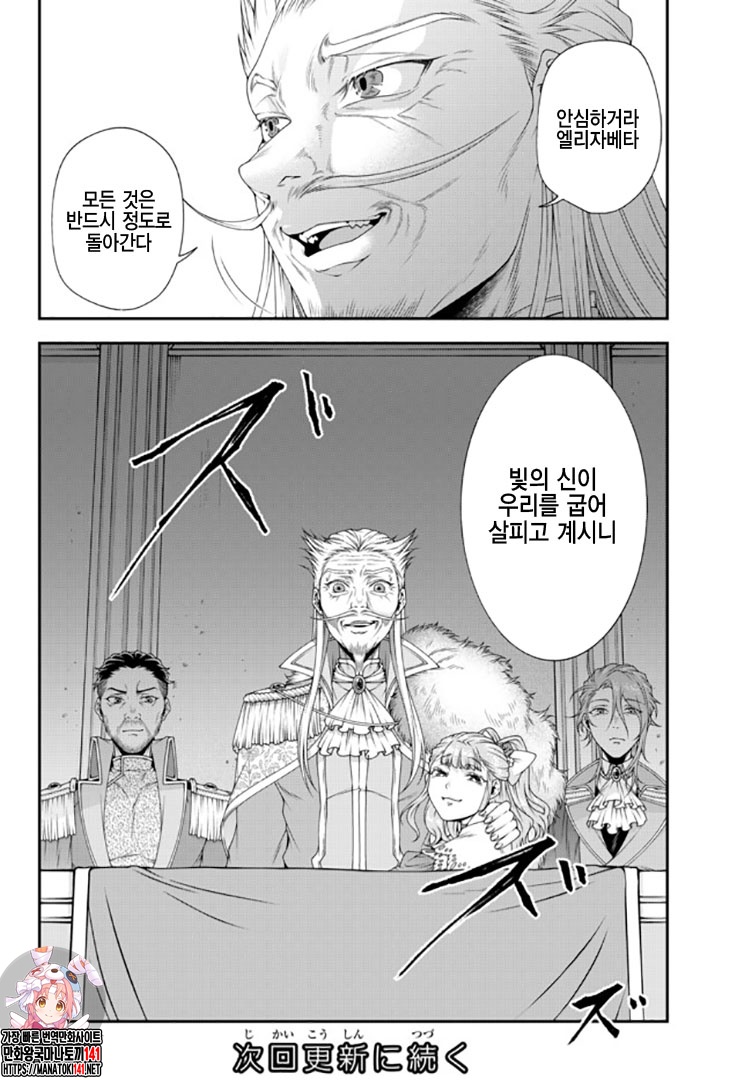 안심하거라
엘리자베타
모든 것은
반드시 정도로
돌아간다
빛의 신이
우리를 굽어
살피고 계시니
ズズ
ズズ
가장 빠른 번역만화사이트
만화왕국마나토끼141
HTTPS://MANATOKI141.NET
じかいこうしん つづ
次回更新に続く